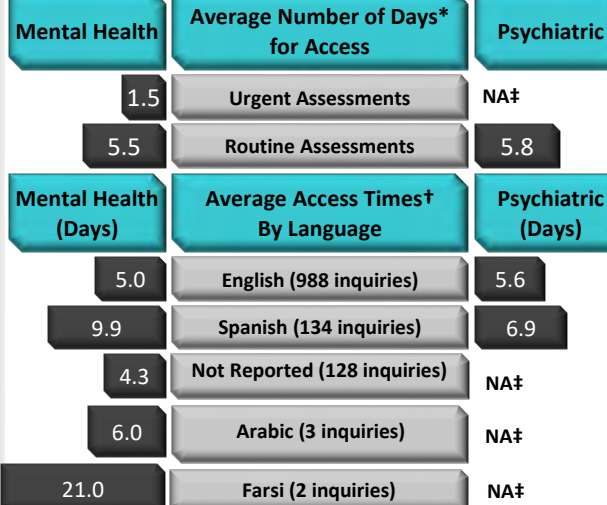 Mental Health Average Number of Days* for Access Psychiatric
1.5 Urgent Assessments NA‡
5.5 Routine Assessments 5.8
Mental Health (Days) Average Access Times† By Language Psychiatric (Days)
5.0 English (988 inquiries) 5.6
9.9 Spanish (134 inquiries) 6.9
4.3 Not Reported (128 inquiries) NA‡
6.0 Arabic (3 inquiries) NA‡
21.0 Farsi (2 inquiries) NA‡